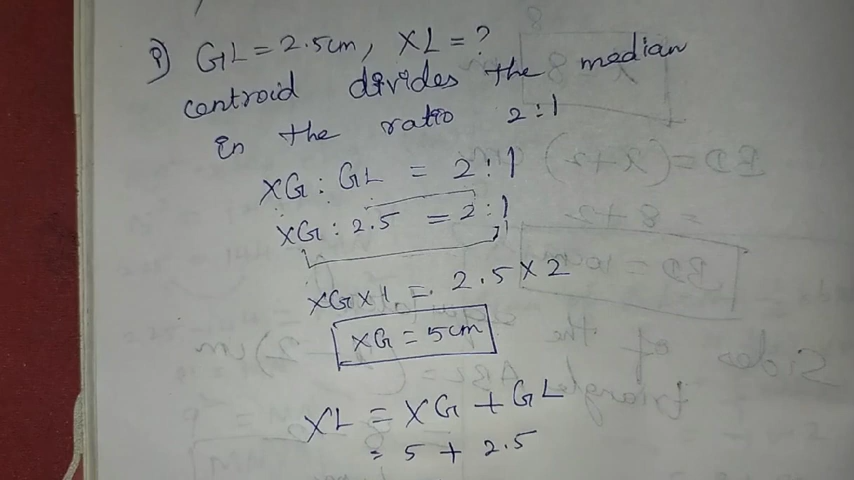 i) GL = 2.5cm, XL = ?
centroid divides the median
in the ratio 2:1
XG : GL = 2:1
XG : 2.5 = 2:1
XG x 1 = 2.5 x 2
XG = 5cm
XL = XG + GL
= 5 + 2.5